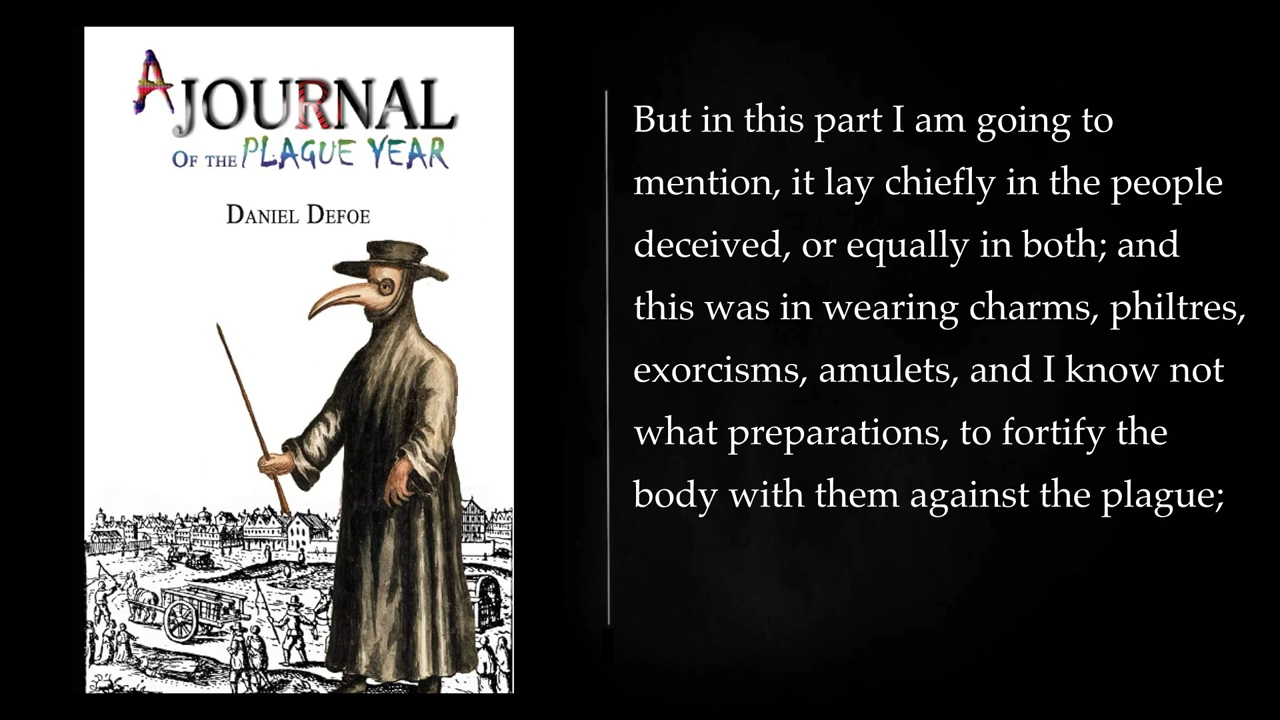 A JOURNAL
OF THE PLAGUE YEAR
DANIEL DEFOE
But in this part I am going to
mention, it lay chiefly in the people
deceived, or equally in both; and
this was in wearing charms, philtres,
exorcisms, amulets, and I know not
what preparations, to fortify the
body with them against the plague;